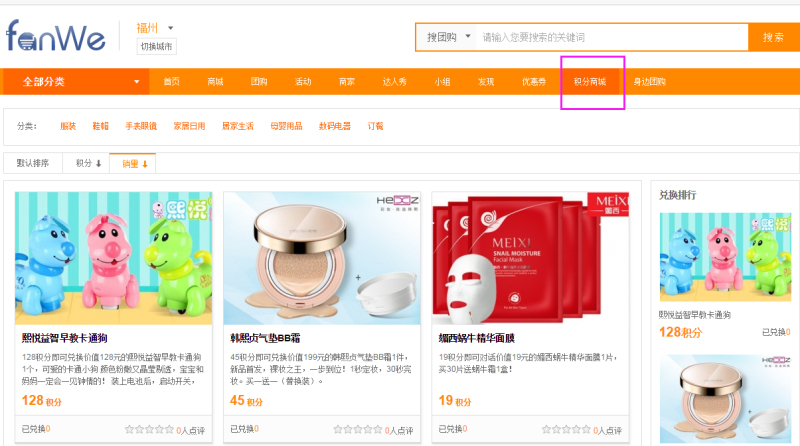 fanWe
福州
切换城市
搜团购 请输入您要搜索的关键词 搜索
全部分类 首页 商城 团购 活动 商家 达人秀 小组 发现 优惠券 积分商城 身边团购
分类: 服装 鞋帽 手表眼镜 家居日用 居家生活 母婴用品 数码电器 订餐
默认排序 积分 销量
兑换排行
熙悦
HexZ
MEIXI
媚西
MEIXI
SNAIL MOISTURE
Facial Mask
熙悦益智早教卡通狗
128积分即可兑换价值128元的熙悦益智早教卡通狗
1个,可爱的卡通小狗 颜色粉嫩又晶莹剔透,宝宝和
妈妈一定会一见钟情的! 装上电池后,启动开关,
128 积分
已兑换0 0人点评
韩熙贞气垫BB霜
45积分即可兑换价值199元的韩熙贞气垫BB霜1件,
新品首发,裸妆之王,一步到位!1秒定妆,30秒完
妆。买一送一(替换装)。
45 积分
已兑换0 0人点评
媚西蜗牛精华面膜
19积分即可对话价值19元的媚西蜗牛精华面膜1片,
买30片送蜗牛霜1盒!
19 积分
已兑换0 0人点评
熙悦益智早教卡通狗
128积分 已兑换0
HexZ